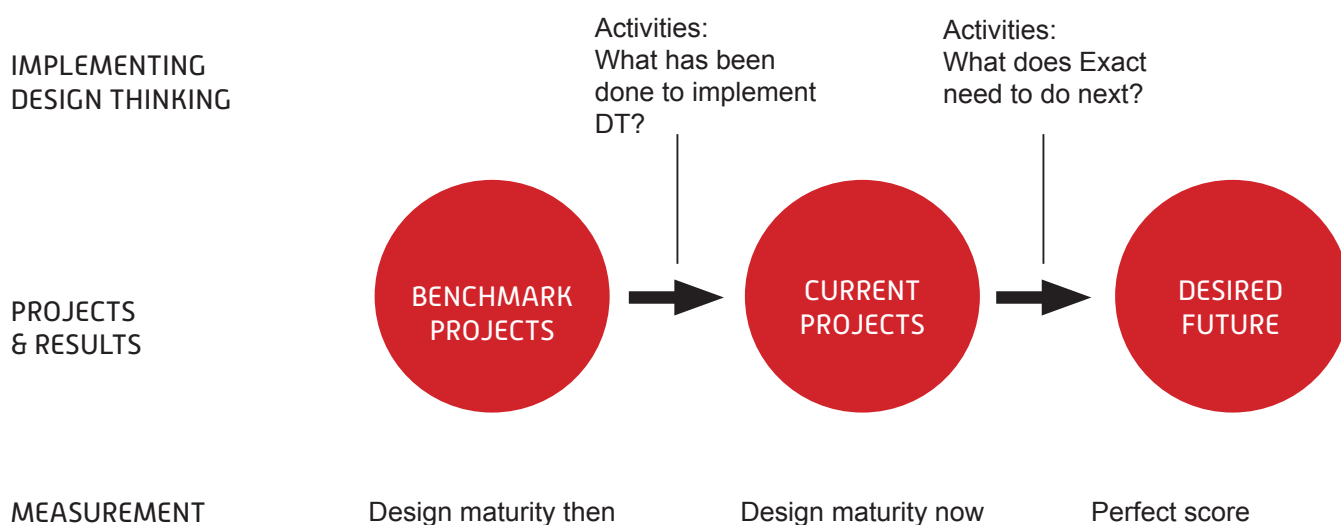 IMPLEMENTING
DESIGN THINKING
Activities:
What has been
done to implement
DT?
Activities:
What does Exact
need to do next?
PROJECTS
& RESULTS
BENCHMARK
PROJECTS
CURRENT
PROJECTS
DESIRED
FUTURE
MEASUREMENT
Design maturity then
Design maturity now
Perfect score